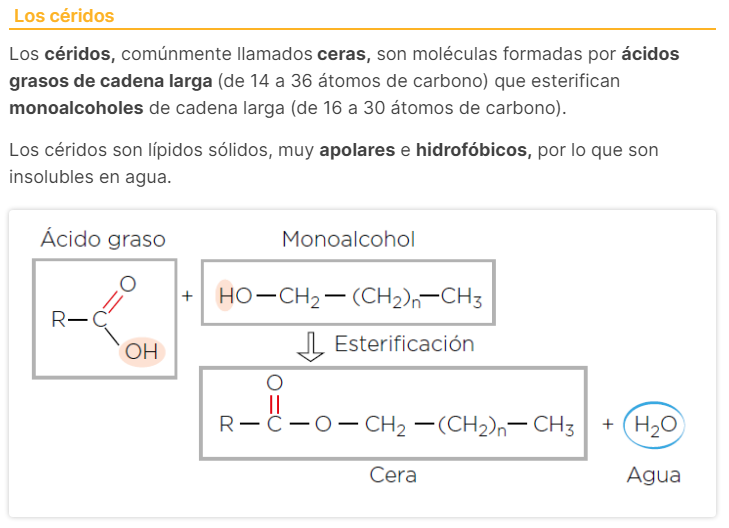 Los céridos
Los céridos, comúnmente llamados ceras, son moléculas formadas por ácidos
grasos de cadena larga (de 14 a 36 átomos de carbono) que esterifican
monoalcoholes de cadena larga (de 16 a 30 átomos de carbono).
Los céridos son lípidos sólidos, muy apolares e hidrofóbicos, por lo que son
insolubles en agua.
Ácido graso
Monoalcohol
O
R—C
OH
+
HO—CH₂—(CH₂)ₙ—CH₃
Esterificación
O
R—C—O—CH₂—(CH₂)ₙ—CH₃ + H₂O
Cera
Agua